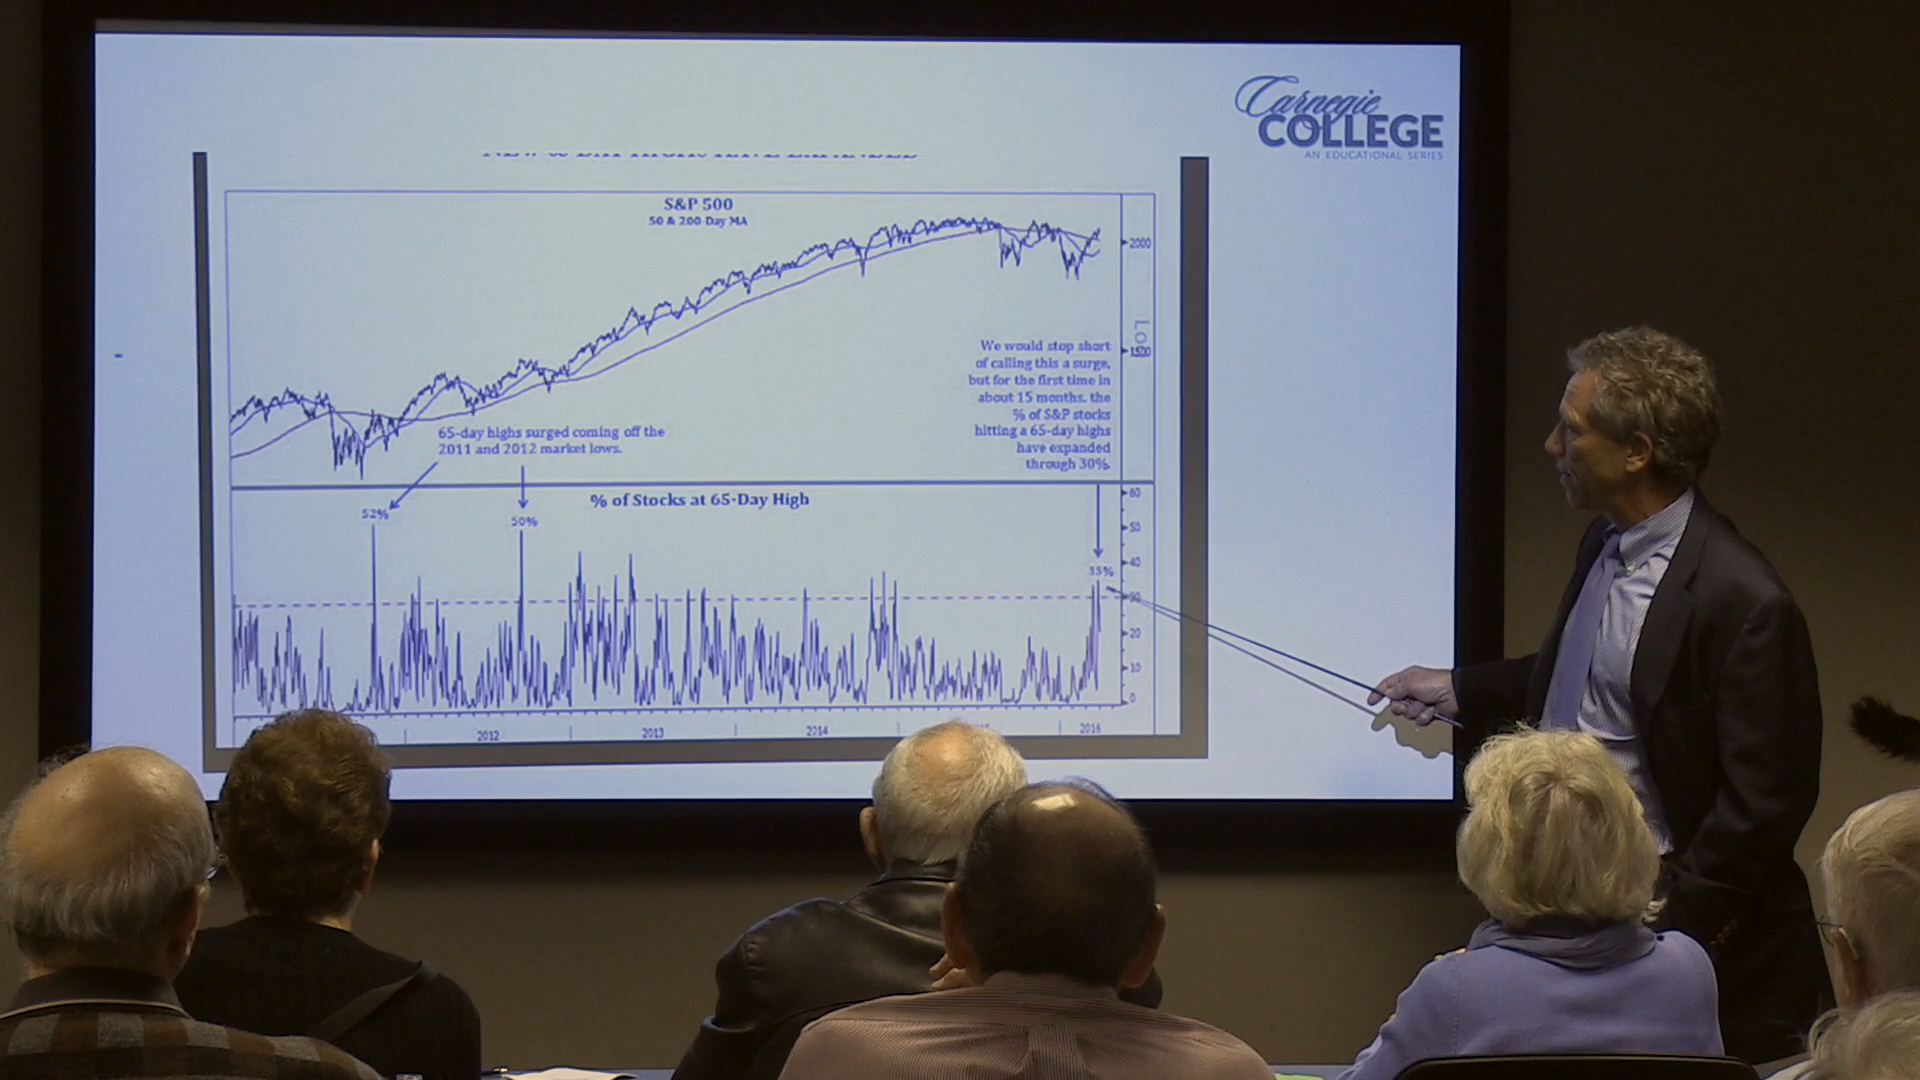 Carnegie
COLLEGE
AN EDUCATIONAL SERIES
S&P 500
50 & 200-Day MA
2000
1500
We would stop short
of calling this a surge,
but for the first time in
about 15 months, the
% of S&P stocks
hitting a 65-day highs
have expanded
through 30%.
65-day highs surged coming off the
2011 and 2012 market lows.
% of Stocks at 65-Day High
52%
50%
35%
60
50
40
30
20
10
0
2012
2013
2014
2016